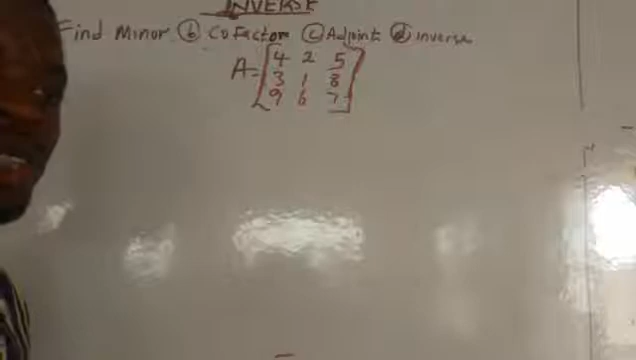 INVERSE
Find Minor ⓑ Cofactor ⓒ Adjoint ⓓ inverse
A=[4 2 5
3 1 8
9 6 7]